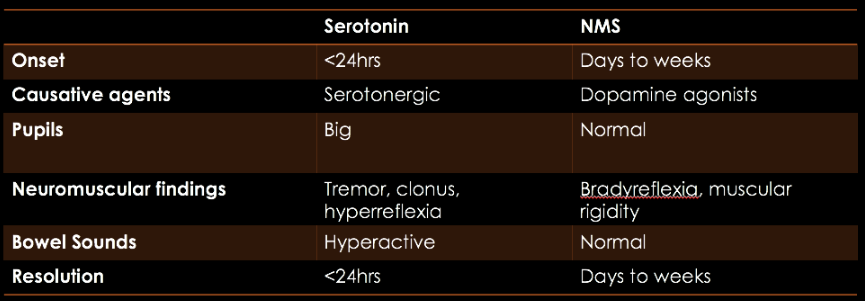 Serotonin NMS
Onset <24hrs Days to weeks
Causative agents Serotonergic Dopamine agonists
Pupils Big Normal
Neuromuscular findings Tremor, clonus, Bradyreflexia, muscular
hyperreflexia rigidity
Bowel Sounds Hyperactive Normal
Resolution <24hrs Days to weeks